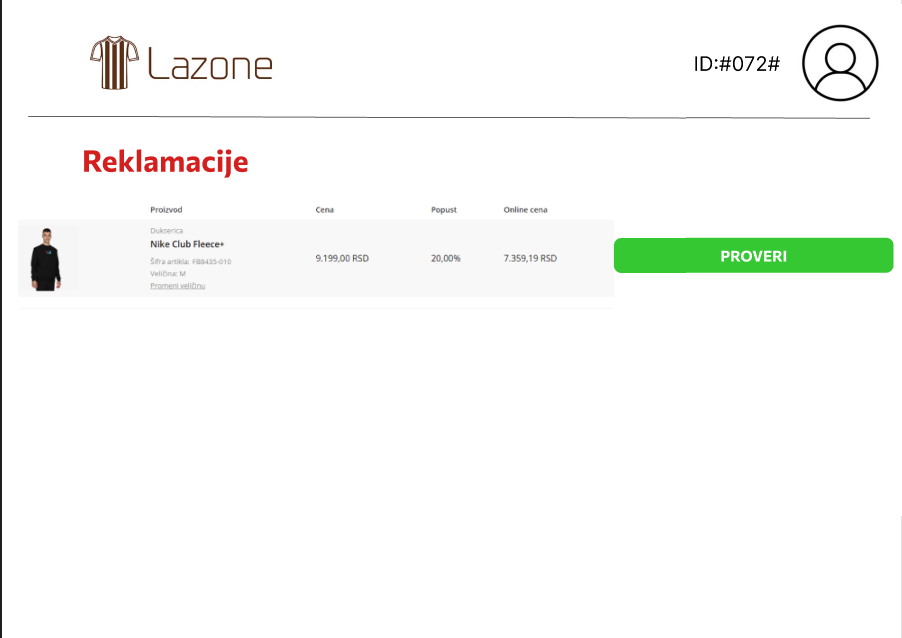 Lazone
ID:#072#
Reklamacije
Proizvod Cena Popust Online cena
Dukserica
Nike Club Fleece+
9.199,00 RSD 20,00% 7.359,19 RSD
PROVERI
Šifra artikla: FB8435-010
Veličina: M
Promeni veličinu